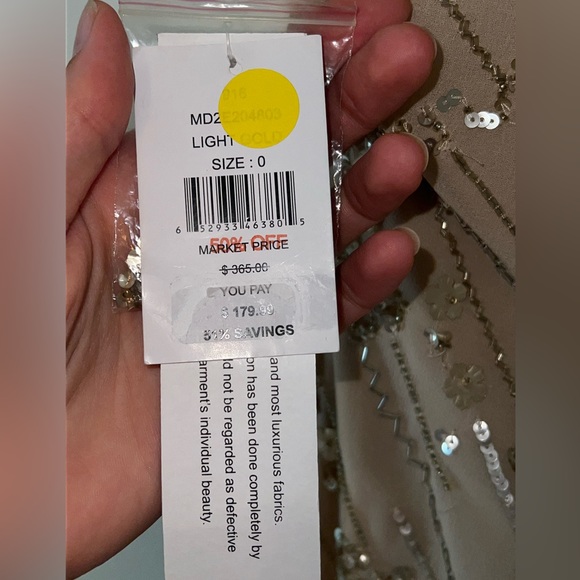 MD2E204603
LIGHT GOLD
SIZE : 0
6 52933 46380 5
50% OFF
MARKET PRICE
$ 365.00
YOU PAY
$ 179.99
51% SAVINGS
and most luxurious fabrics.
on has been done completely by
ld not be regarded as defective
arment's individual beauty.